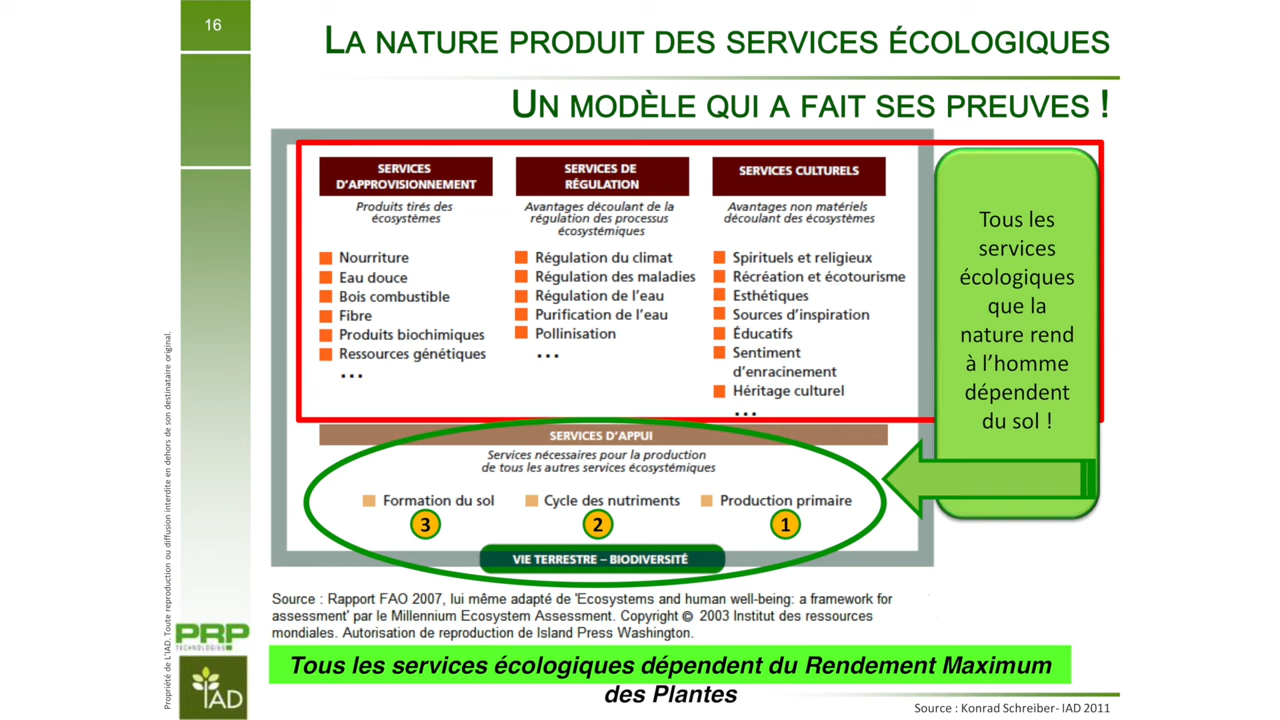 16
LA NATURE PRODUIT DES SERVICES ÉCOLOGIQUES
UN MODÈLE QUI A FAIT SES PREUVES !
SERVICES
D'APPROVISIONNEMENT
Produits tirés des
écosystèmes
Nourriture
Eau douce
Bois combustible
Fibre
Produits biochimiques
Ressources génétiques
...
SERVICES DE
RÉGULATION
Avantages découlant de la
régulation des processus
écosystémiques
Régulation du climat
Régulation des maladies
Régulation de l'eau
Purification de l'eau
Pollinisation
...
SERVICES CULTURELS
Avantages non matériels
découlant des écosystèmes
Spirituels et religieux
Récréation et écotourisme
Esthétiques
Sources d'inspiration
Éducatifs
Sentiment
d'enracinement
Héritage culturel
...
Tous les
services
écologiques
que la
nature rend
à l'homme
dépendent
du sol !
SERVICES D'APPUI
Services nécessaires pour la production
de tous les autres services écosystémiques
Formation du sol Cycle des nutriments Production primaire
3 2 1
VIE TERRESTRE – BIODIVERSITÉ
Source : Rapport FAO 2007, lui même adapté de 'Ecosystems and human well-being: a framework for
assessment' par le Millennium Ecosystem Assessment. Copyright © 2003 Institut des ressources
mondiales. Autorisation de reproduction de Island Press Washington.
Tous les services écologiques dépendent du Rendement Maximum
des Plantes
Source : Konrad Schreiber- IAD 2011
Propriété de L'IAD. Toute reproduction ou diffusion interdite en dehors de son destinataire original.
PRP
TECHNOLOGIES
IAD